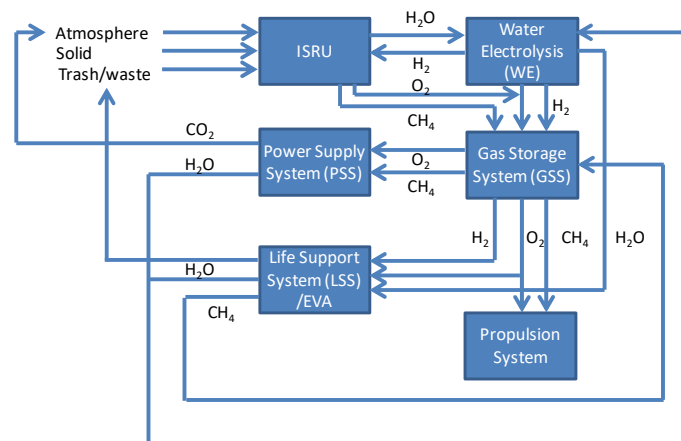 H₂O
Atmosphere
Solid
Trash/waste
ISRU
Water
Electrolysis
(WE)
H₂
O₂
H₂
CH₄
CO₂
H₂O
Power Supply
System (PSS)
O₂
CH₄
Gas Storage
System (GSS)
H₂
O₂
CH₄
H₂O
H₂O
Life Support
System (LSS)
/EVA
CH₄
Propulsion
System